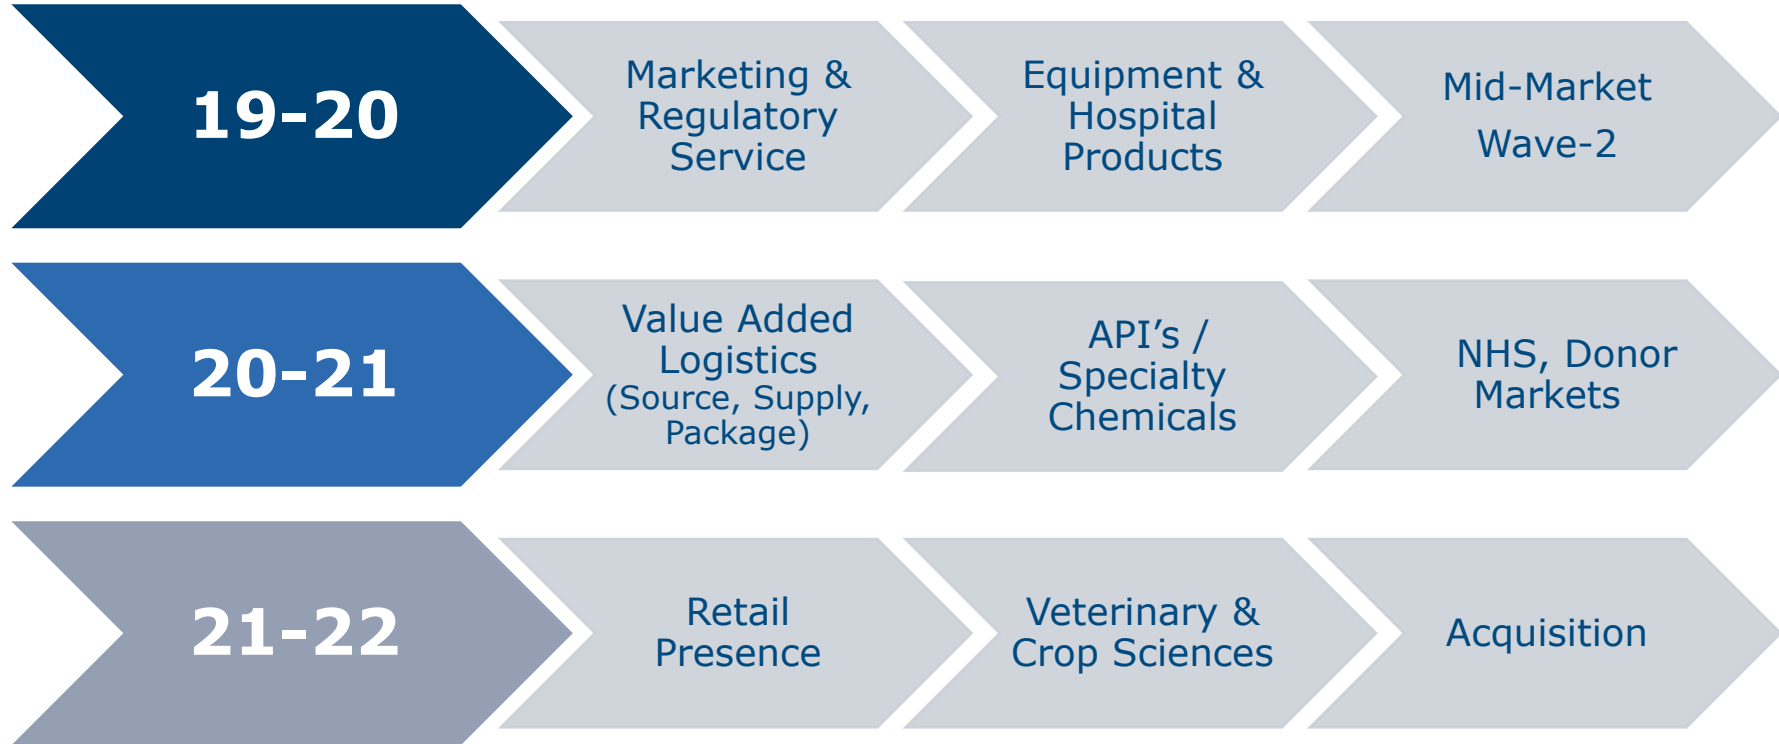 19-20
Marketing &
Regulatory
Service
Equipment &
Hospital
Products
Mid-Market
Wave-2
20-21
Value Added
Logistics
(Source, Supply,
Package)
API’s /
Specialty
Chemicals
NHS, Donor
Markets
21-22
Retail
Presence
Veterinary &
Crop Sciences
Acquisition